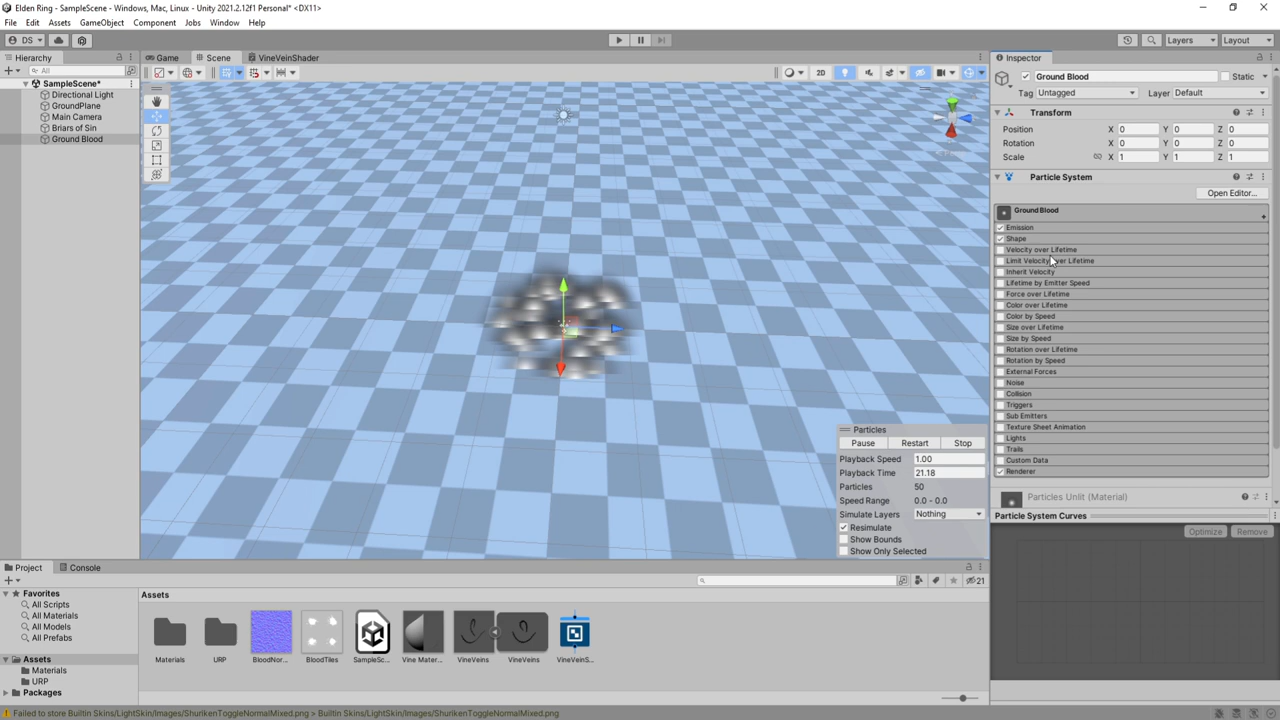 Elden Ring - SampleScene - Windows, Mac, Linux - Unity 2021.2.12f1 Personal* <DX11>
File Edit Assets GameObject Component Jobs Window Help
DS Layers Layout
Hierarchy Game Scene VineVeinShader Inspector
All 2D Ground Blood Static
SampleScene* Tag Untagged Layer Default
Directional Light
GroundPlane
Main Camera
Briars of Sin
Ground Blood
Transform
Position X 0 Y 0 Z 0
Rotation X 0 Y 0 Z 0
Scale X 1 Y 1 Z 1
Particle System
Open Editor...
Ground Blood
Emission
Shape
Velocity over Lifetime
Limit Velocity over Lifetime
Inherit Velocity
Lifetime by Emitter Speed
Force over Lifetime
Color over Lifetime
Color by Speed
Size over Lifetime
Size by Speed
Rotation over Lifetime
Rotation by Speed
External Forces
Noise
Collision
Triggers
Sub Emitters
Texture Sheet Animation
Lights
Trails
Custom Data
Renderer
Particles Unlit (Material)
Particle System Curves
Optimize Remove
Particles
Pause Restart Stop
Playback Speed 1.00
Playback Time 21.18
Particles 50
Speed Range 0.0 - 0.0
Simulate Layers Nothing
Resimulate
Show Bounds
Show Only Selected
Project Console
21
Favorites
All Scripts
All Materials
All Models
All Prefabs
Assets
Materials
URP
Packages
Assets
Materials URP BloodNor... BloodTiles SampleSc... Vine Mater... VineVeins VineVeins VineVeinS...
Failed to store Builtin Skins/LightSkin/Images/ShurikenToggleNormalMixed.png > Builtin Skins/LightSkin/Images/ShurikenToggleNormalMixed.png